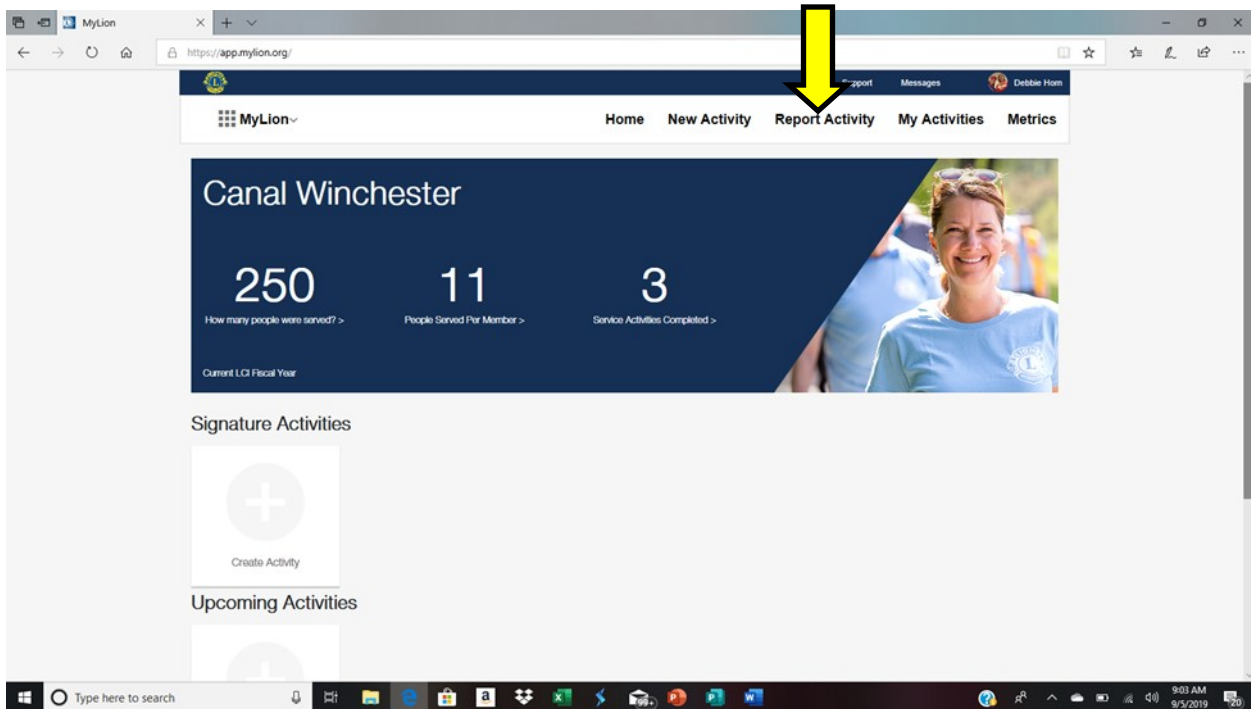 MyLion
https://app.mylion.org/
Support Messages Debbie Horn
MyLion Home New Activity Report Activity My Activities Metrics
Canal Winchester
250 11 3
How many people were served? > People Served Per Member > Service Activities Completed >
Current LCI Fiscal Year
Signature Activities
Create Activity
Upcoming Activities
Type here to search
99+
9:03 AM
9/5/2019
20